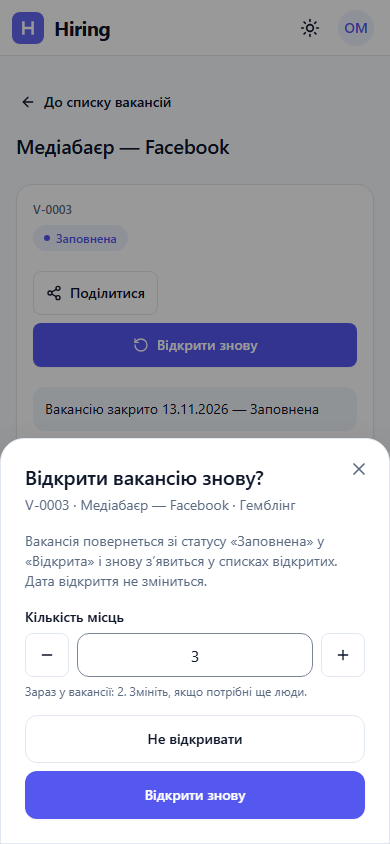 H Hiring
ОМ
До списку вакансій
Медіабаєр — Facebook
V-0003
Заповнена
Поділитися
Відкрити знову
Вакансію закрито 13.11.2026 — Заповнена
Відкрити вакансію знову?
V-0003 · Медіабаєр — Facebook · Гемблінг
Вакансія повернеться зі статусу «Заповнена» у
«Відкрита» і знову з’явиться у списках відкритих.
Дата відкриття не зміниться.
Кількість місць
− 3 +
Зараз у вакансії: 2. Змініть, якщо потрібні ще люди.
Не відкривати
Відкрити знову